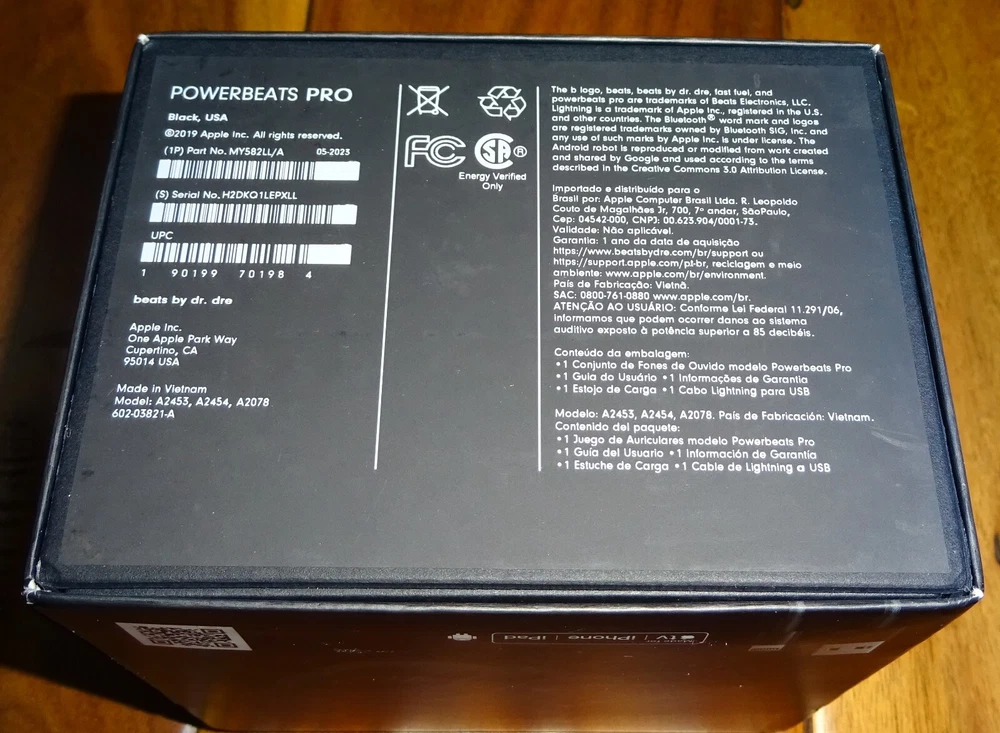 POWERBEATS PRO
Black, USA
©2019 Apple Inc. All rights reserved.
(1P) Part No. MY582LL/A 05-2023
(S) Serial No. H2DKQ1LEPXLL
UPC
1 90199 70198 4
beats by dr. dre
Apple Inc.
One Apple Park Way
Cupertino, CA
95014 USA
Made in Vietnam
Model: A2453, A2454, A2078
602-03821-A
FC
SA®
Energy Verified
Only
The b logo, beats, beats by dr. dre, fast fuel, and
powerbeats pro are trademarks of Beats Electronics, LLC.
Lightning is a trademark of Apple Inc., registered in the U.S.
and other countries. The Bluetooth® word mark and logos
are registered trademarks owned by Bluetooth SIG, Inc. and
any use of such marks by Apple Inc. is under license. The
Android robot is reproduced or modified from work created
and shared by Google and used according to the terms
described in the Creative Commons 3.0 Attribution License.
Importado e distribuído para o
Brasil por: Apple Computer Brasil Ltda. R. Leopoldo
Couto de Magalhães Jr, 700, 7º andar, SãoPaulo,
Cep: 04542-000, CNPJ: 00.623.904/0001-73.
Validade: Não aplicável.
Garantia: 1 ano da data de aquisição
https://www.beatsbydre.com/br/support ou
https://support.apple.com/pt-br, reciclagem e meio
ambiente: www.apple.com/br/environment.
País de Fabricação: Vietnã.
SAC: 0800-761-0880 www.apple.com/br.
ATENÇÃO AO USUÁRIO: Conforme Lei Federal 11.291/06,
informamos que podem ocorrer danos ao sistema
auditivo exposto à potência superior a 85 decibéis.
Conteúdo da embalagem:
• 1 Conjunto de Fones de Ouvido modelo Powerbeats Pro
• 1 Guia do Usuário • 1 Informações de Garantia
• 1 Estojo de Carga • 1 Cabo Lightning para USB
Modelo: A2453, A2454, A2078. País de Fabricación: Vietnam.
Contenido del paquete:
• 1 Juego de Auriculares modelo Powerbeats Pro
• 1 Guía del Usuario • 1 Información de Garantía
• 1 Estuche de Carga • 1 Cable de Lightning a USB
Made for
tv | iPhone | iPad